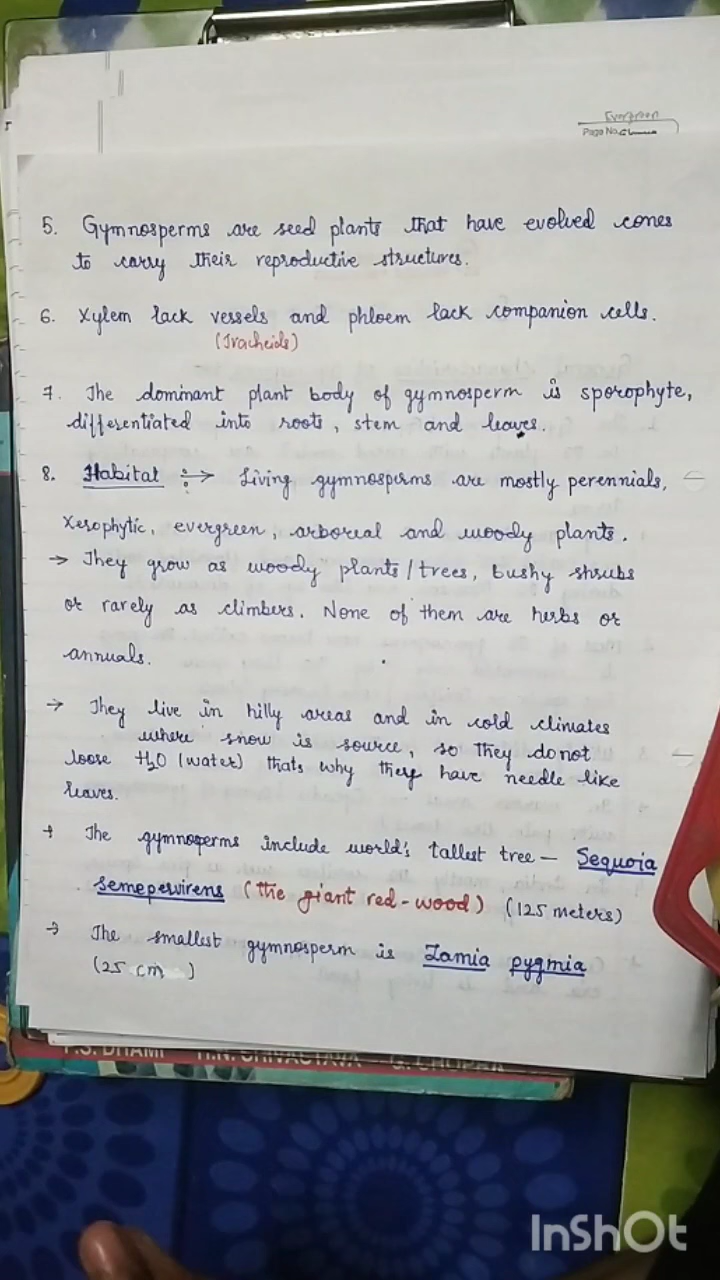 Evergreen
Page No.
5. Gymnosperms are seed plants that have evolved cones
to carry their reproductive structures.
6. Xylem lack vessels and phloem lack companion cells.
(Tracheids)
7. The dominant plant body of gymnosperm is sporophyte,
differentiated into roots, stem and leaves.
8. Habitat ÷→ Living gymnosperms are mostly perennials,
xerophytic, evergreen, arboreal and woody plants.
→ They grow as woody plants/trees, bushy shrubs
or rarely as climbers. None of them are herbs or
annuals.
→ They live in hilly areas and in cold climates
where snow is source, so they do not
loose H2O (water) thats why they have needle like
leaves.
→ The gymnosperms include world's tallest tree — Sequoia
semepervirens (the giant red-wood) (125 meters)
→ The smallest gymnosperm is Zamia pygmia
(25 cm)
P.S. DHAMI H.N. SRIVASTAVA G. CHOPRA
InShOt